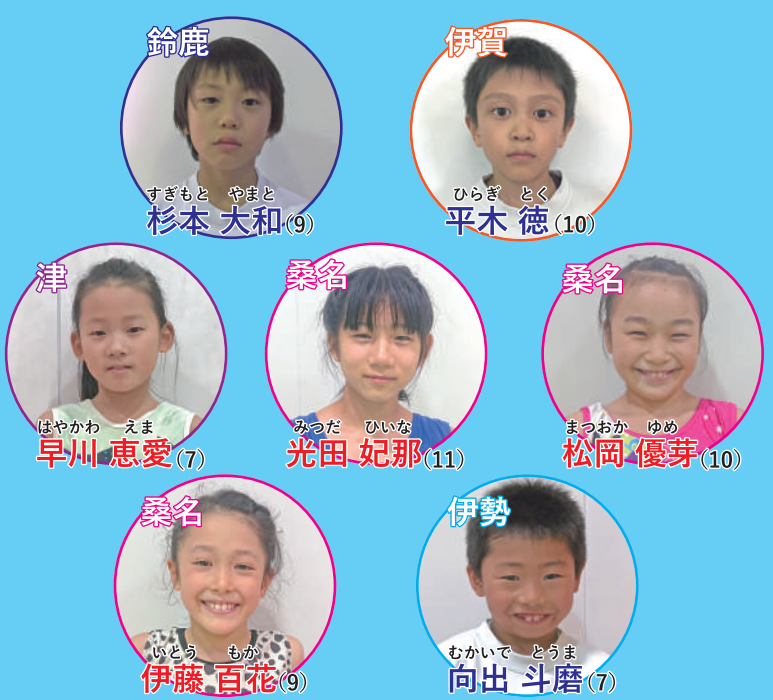 鈴鹿
すぎもと やまと
杉本 大和(9)
伊賀
ひらぎ とく
平木 徳(10)
津
はやかわ えま
早川 恵愛(7)
桑名
みつだ ひいな
光田 妃那(11)
桑名
まつおか ゆめ
松岡 優芽(10)
桑名
いとう もか
伊藤 百花(9)
伊勢
むかいで とうま
向出 斗磨(7)